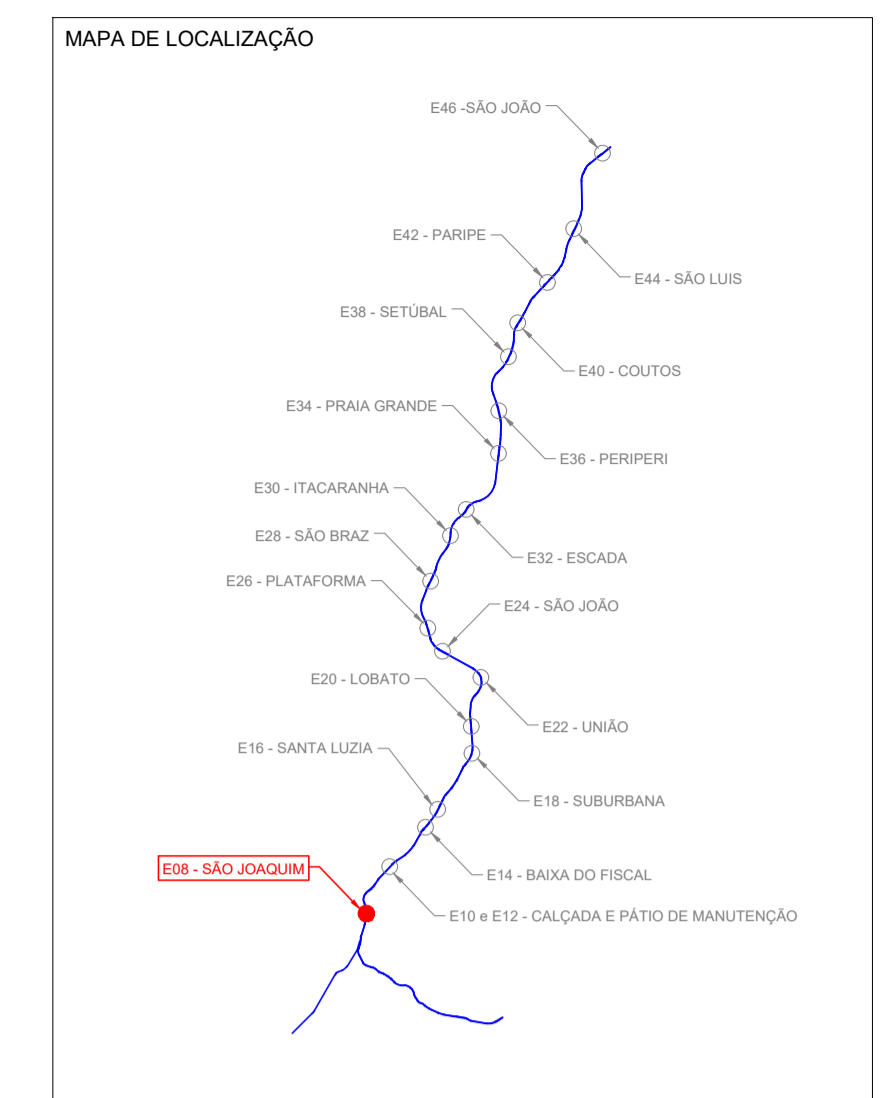 MAPA DE LOCALIZAÇÃO
E46 -SÃO JOÃO
E42 - PARIPE
E44 - SÃO LUIS
E38 - SETÚBAL
E40 - COUTOS
E34 - PRAIA GRANDE
E36 - PERIPERI
E30 - ITACARANHA
E28 - SÃO BRAZ
E32 - ESCADA
E26 - PLATAFORMA
E24 - SÃO JOÃO
E20 - LOBATO
E22 - UNIÃO
E16 - SANTA LUZIA
E18 - SUBURBANA
E08 - SÃO JOAQUIM
E14 - BAIXA DO FISCAL
E10 e E12 - CALÇADA E PÁTIO DE MANUTENÇÃO